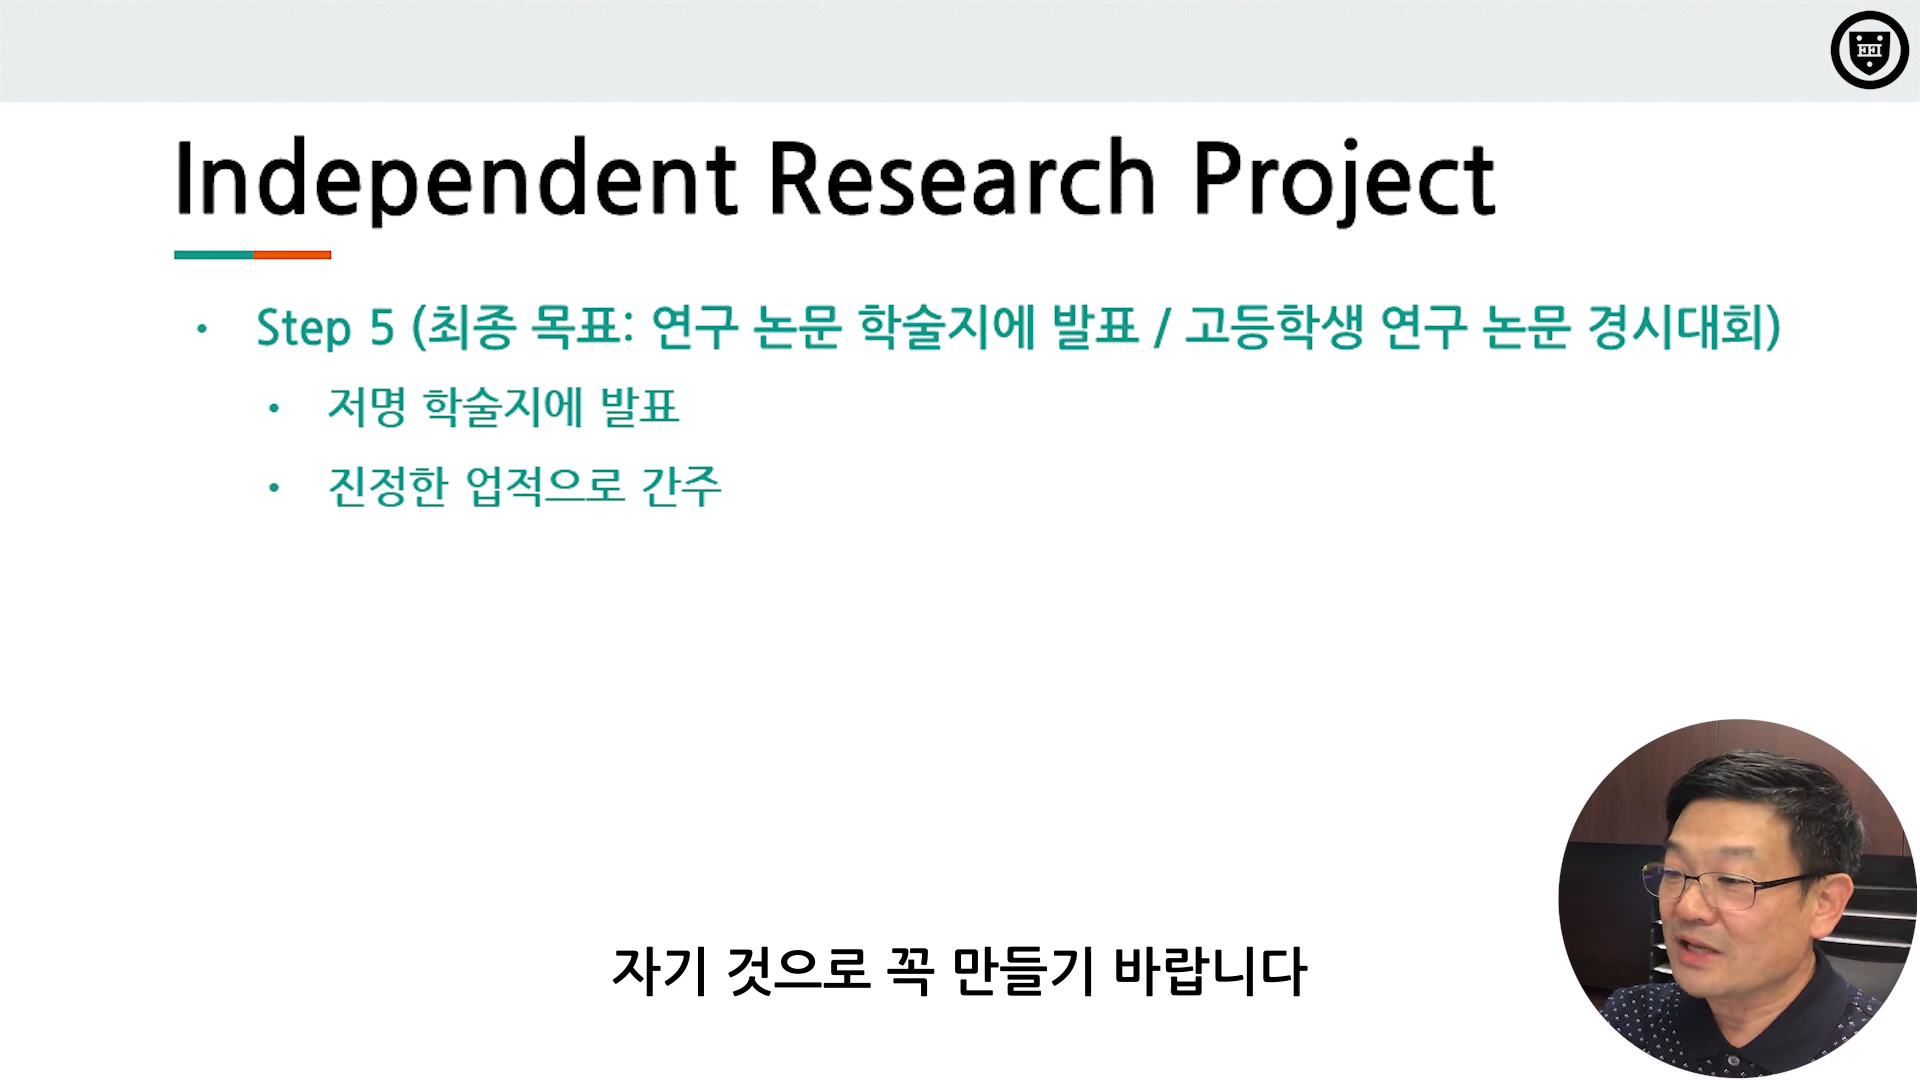 EEI
Independent Research Project
• Step 5 (최종 목표: 연구 논문 학술지에 발표 / 고등학생 연구 논문 경시대회)
• 저명 학술지에 발표
• 진정한 업적으로 간주
자기 것으로 꼭 만들기 바랍니다